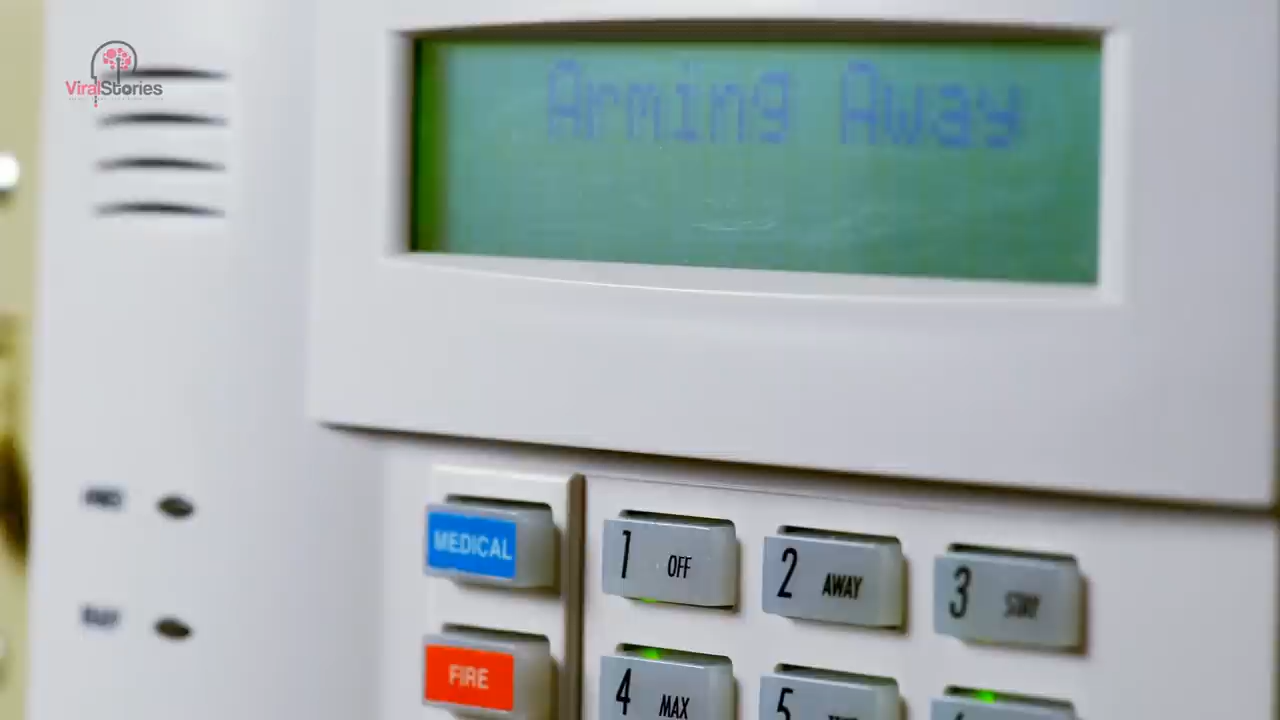 ViralStories
Arming Away
MEDICAL
1 OFF
2 AWAY
3 STAY
FIRE
4 MAX
5